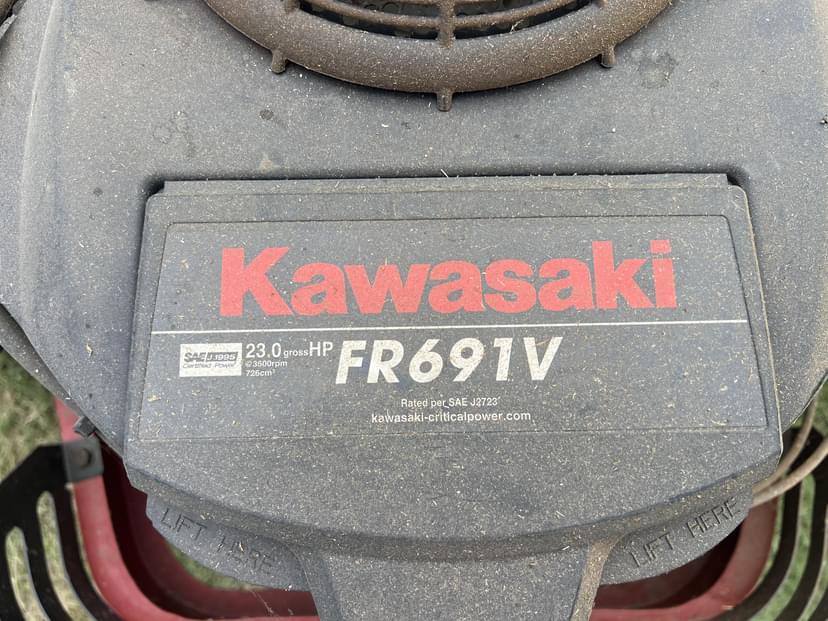 Kawasaki
SAE J1995
Certified Power
23.0 gross HP
@3600rpm
726cm³
FR691V
Rated per SAE J2723
kawasaki-criticalpower.com
LIFT HERE
LIFT HERE